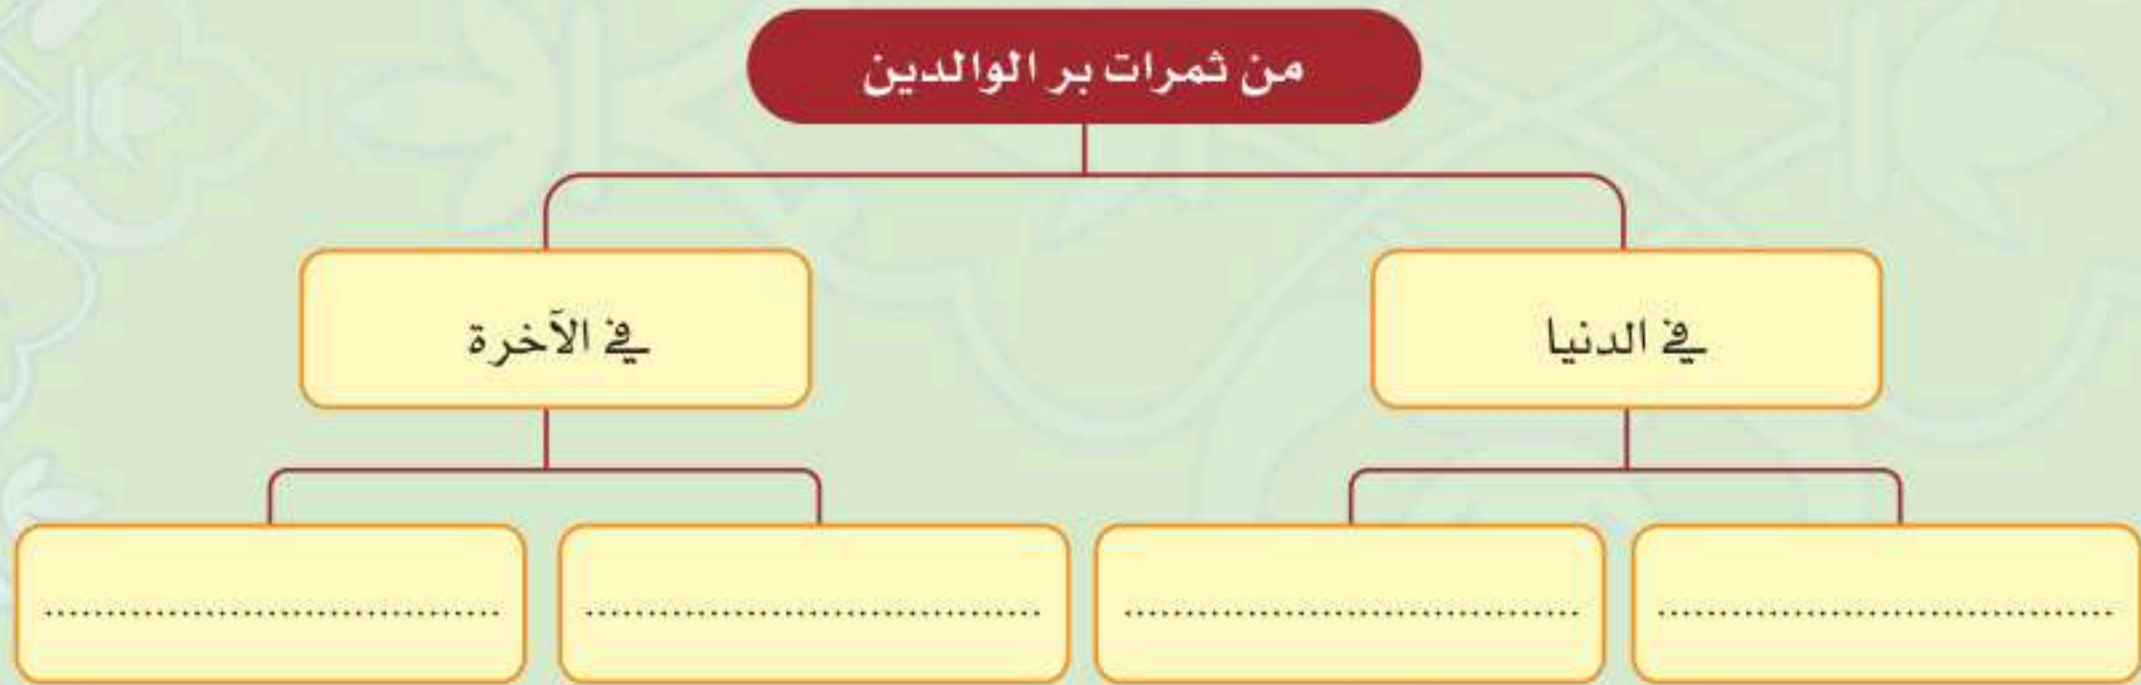 من ثمرات بر الوالدين
في الدنيا
في الآخرة